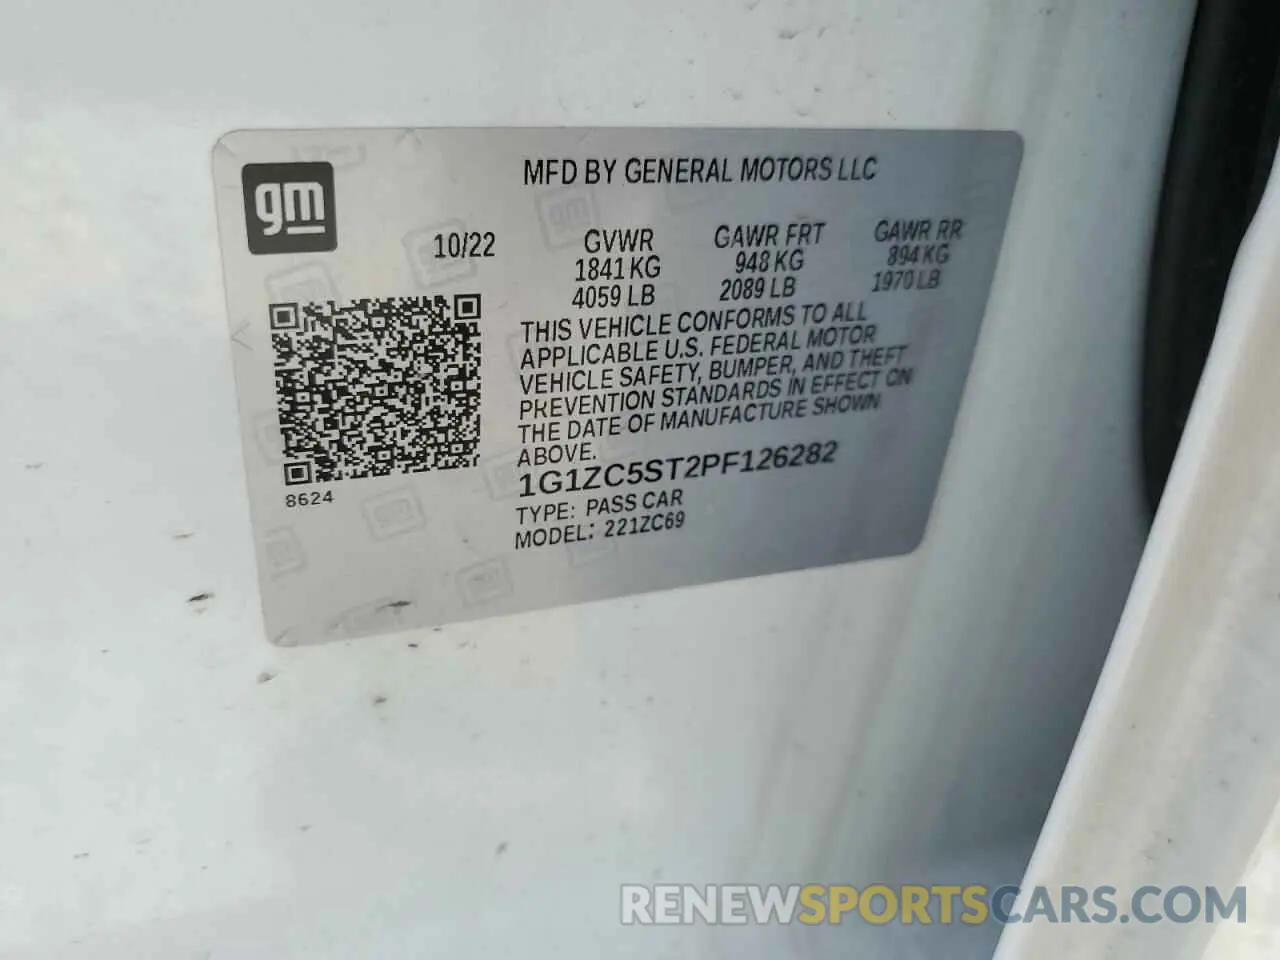 gm
MFD BY GENERAL MOTORS LLC
10/22 GVWR GAWR FRT GAWR RR
1841 KG 948 KG 894 KG
4059 LB 2089 LB 1970 LB
THIS VEHICLE CONFORMS TO ALL
APPLICABLE U.S. FEDERAL MOTOR
VEHICLE SAFETY, BUMPER, AND THEFT
PREVENTION STANDARDS IN EFFECT ON
THE DATE OF MANUFACTURE SHOWN
ABOVE.
1G1ZC5ST2PF126282
TYPE: PASS CAR
MODEL: 221ZC69
8624
RENEWSPORTSCARS.COM